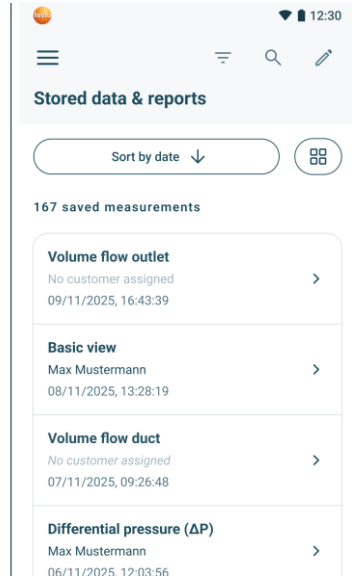 testo
12:30
Stored data & reports
Sort by date
167 saved measurements
Volume flow outlet
No customer assigned
09/11/2025, 16:43:39
Basic view
Max Mustermann
08/11/2025, 13:28:19
Volume flow duct
No customer assigned
07/11/2025, 09:26:48
Differential pressure (ΔP)
Max Mustermann
06/11/2025, 12:03:56